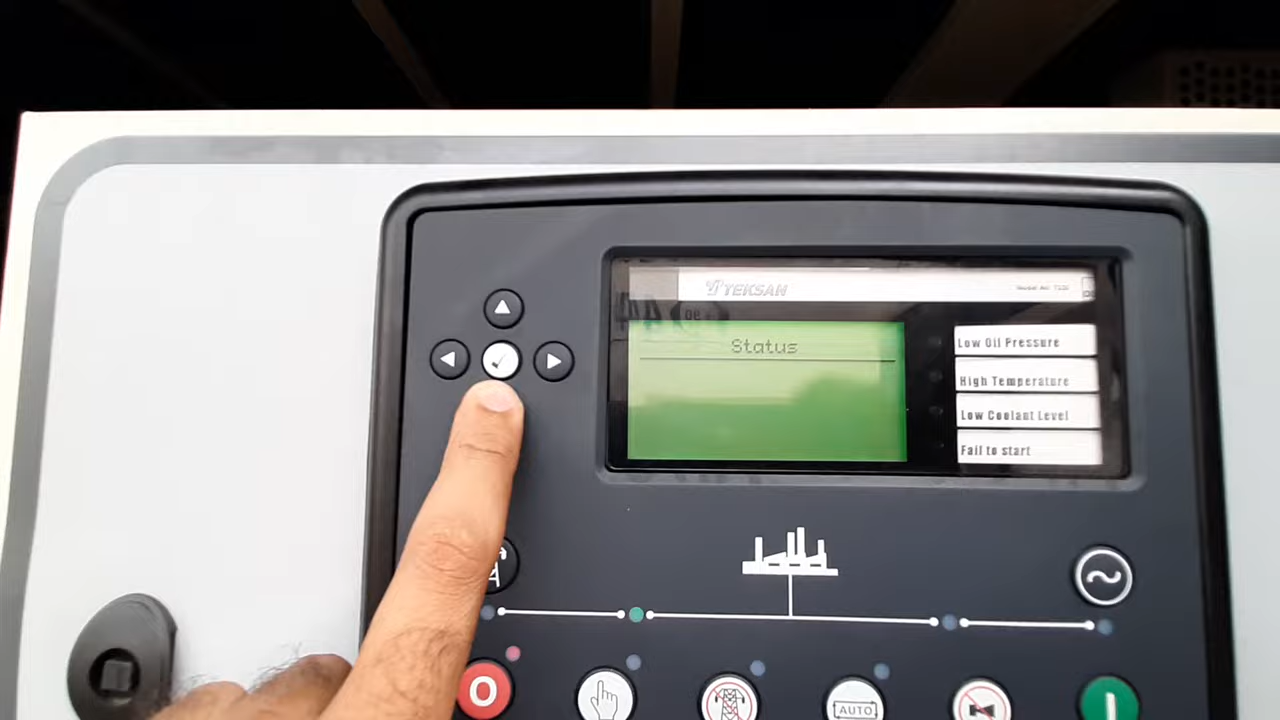 TEKSAN
Status
Low Oil Pressure
High Temperature
Low Coolant Level
Fail to start
O
AUTO
I